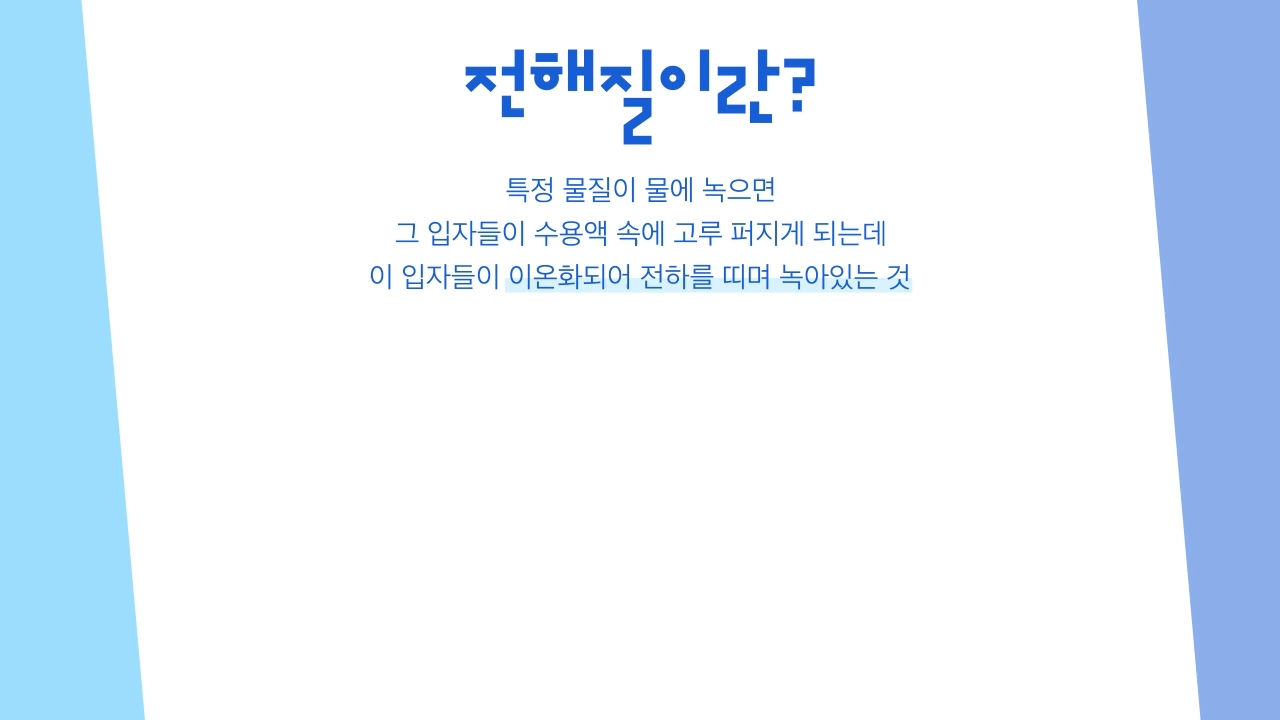 전해질이란?
특정 물질이 물에 녹으면
그 입자들이 수용액 속에 고루 퍼지게 되는데
이 입자들이 이온화되어 전하를 띠며 녹아있는 것